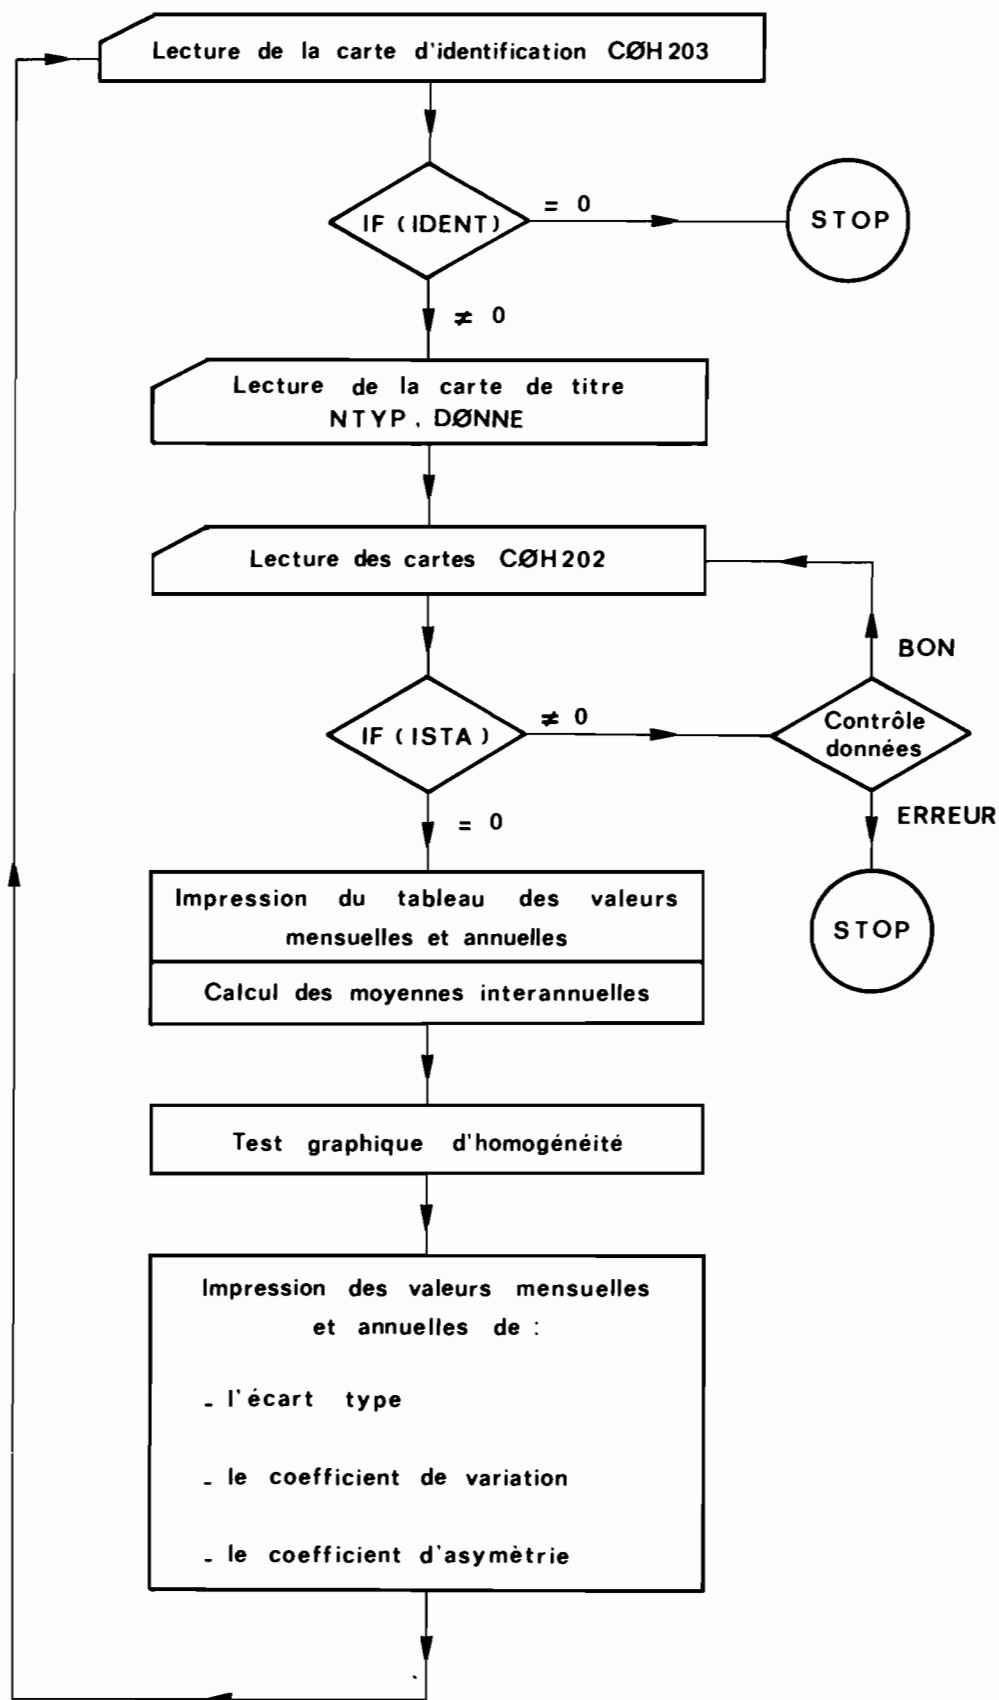 Lecture de la carte d'identification CØH 203
IF (IDENT)
= 0
STOP
≠ 0
Lecture de la carte de titre
NTYP, DØNNE
Lecture des cartes CØH 202
BON
IF (ISTA)
≠ 0
Contrôle
données
= 0
ERREUR
STOP
Impression du tableau des valeurs
mensuelles et annuelles
Calcul des moyennes interannuelles
Test graphique d'homogénéité
Impression des valeurs mensuelles
et annuelles de :
- l'écart type
- le coefficient de variation
- le coefficient d'asymètrie